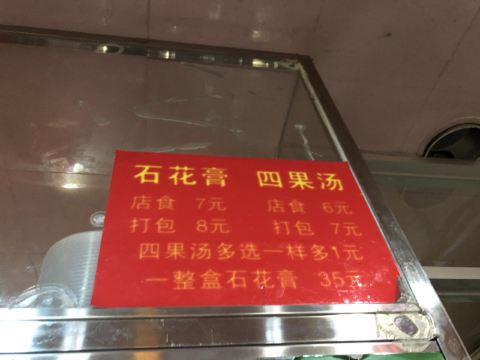 石花膏 四果汤
店食 7元 店食 6元
打包 8元 打包 7元
四果汤多选一样多1元
一整盒石花膏 35元